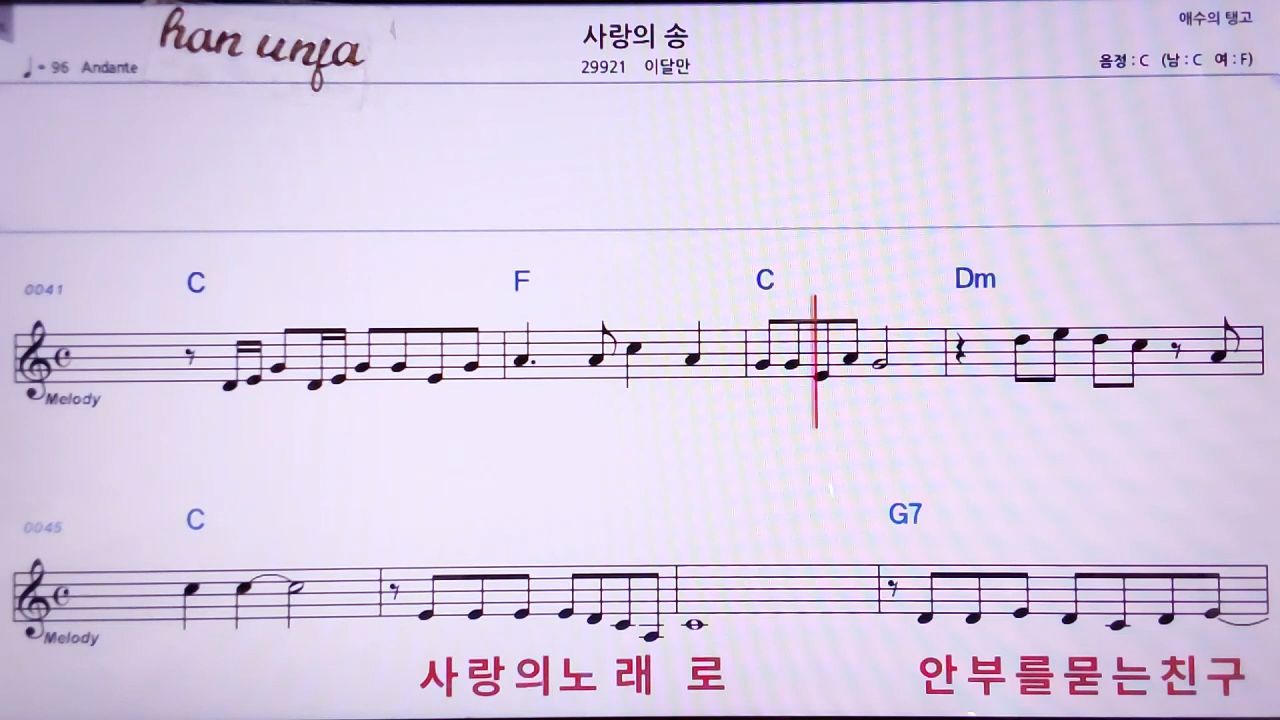 han unja
사랑의 송
애수의 탱고
♩ = 96 Andante
29921 이달만
음정 : C (남 : C 여 : F)
0041 C F C Dm
Melody
0045 C G7
Melody
사랑의노 래 로 안부를묻는친구